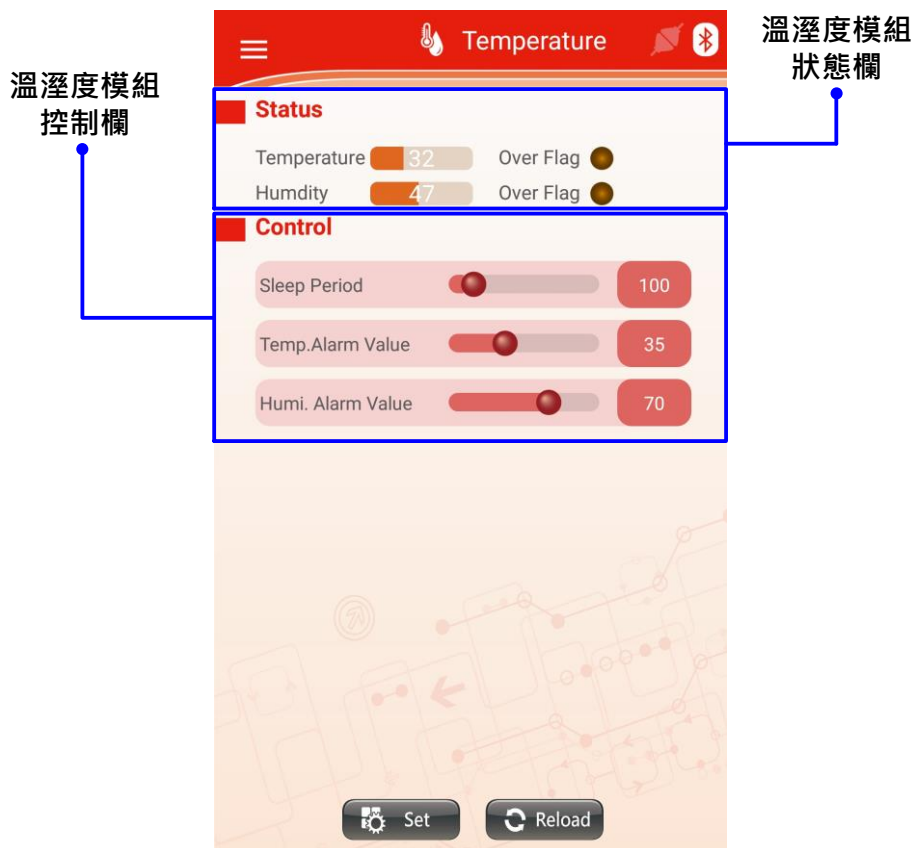 溫溼度模組
控制欄
Temperature
溫溼度模組
狀態欄
Status
Temperature 32 Over Flag
Humdity 47 Over Flag
Control
Sleep Period 100
Temp.Alarm Value 35
Humi. Alarm Value 70
Set Reload